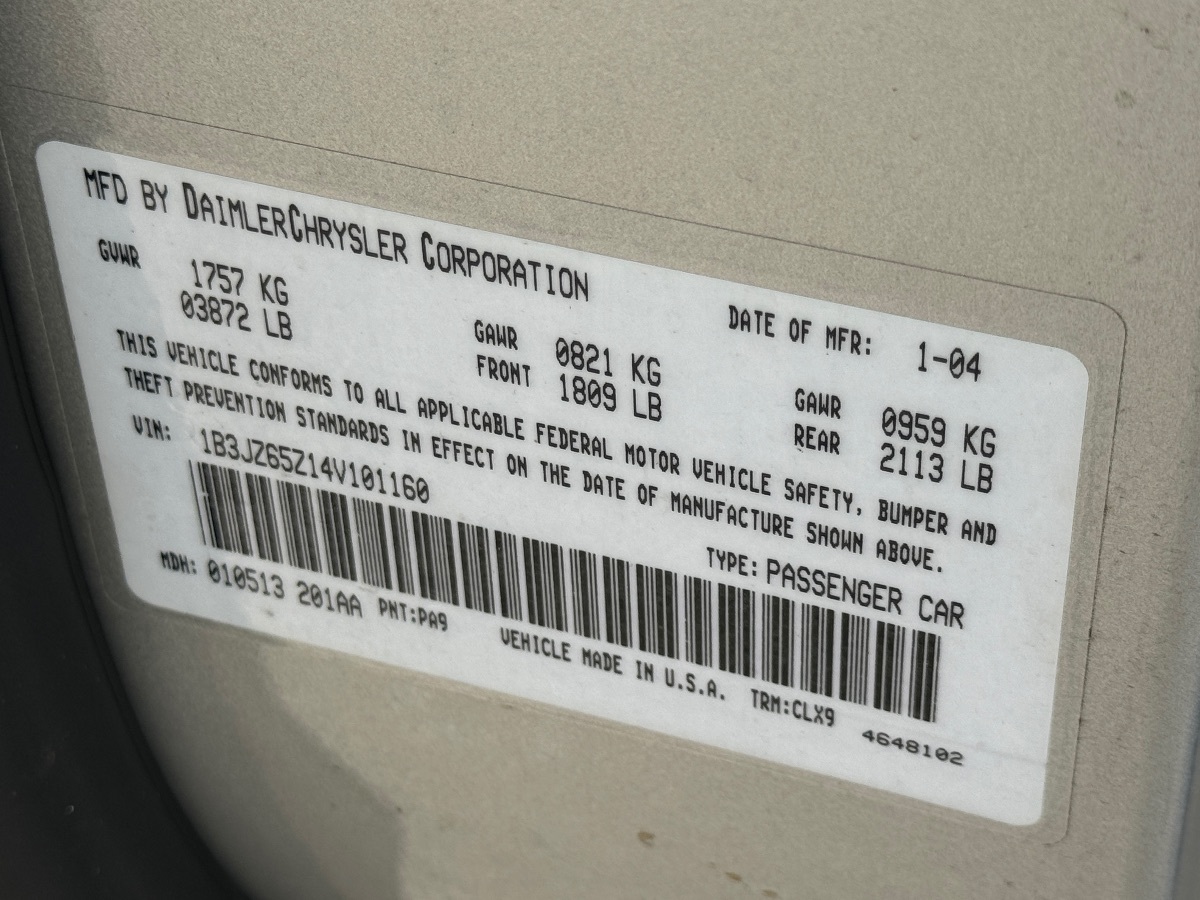 MFD BY DAIMLERCHRYSLER CORPORATION
DATE OF MFR: 1-04
GVWR 1757 KG
03872 LB
GAWR FRONT 0821 KG
1809 LB
GAWR REAR 0959 KG
2113 LB
THIS VEHICLE CONFORMS TO ALL APPLICABLE FEDERAL MOTOR VEHICLE SAFETY, BUMPER AND
THEFT PREVENTION STANDARDS IN EFFECT ON THE DATE OF MANUFACTURE SHOWN ABOVE.
VIN: 1B3JZ65Z14V101160
TYPE: PASSENGER CAR
MDH: 010513 201AA PNT:PA9
VEHICLE MADE IN U.S.A. TRM:CLX9
4648102